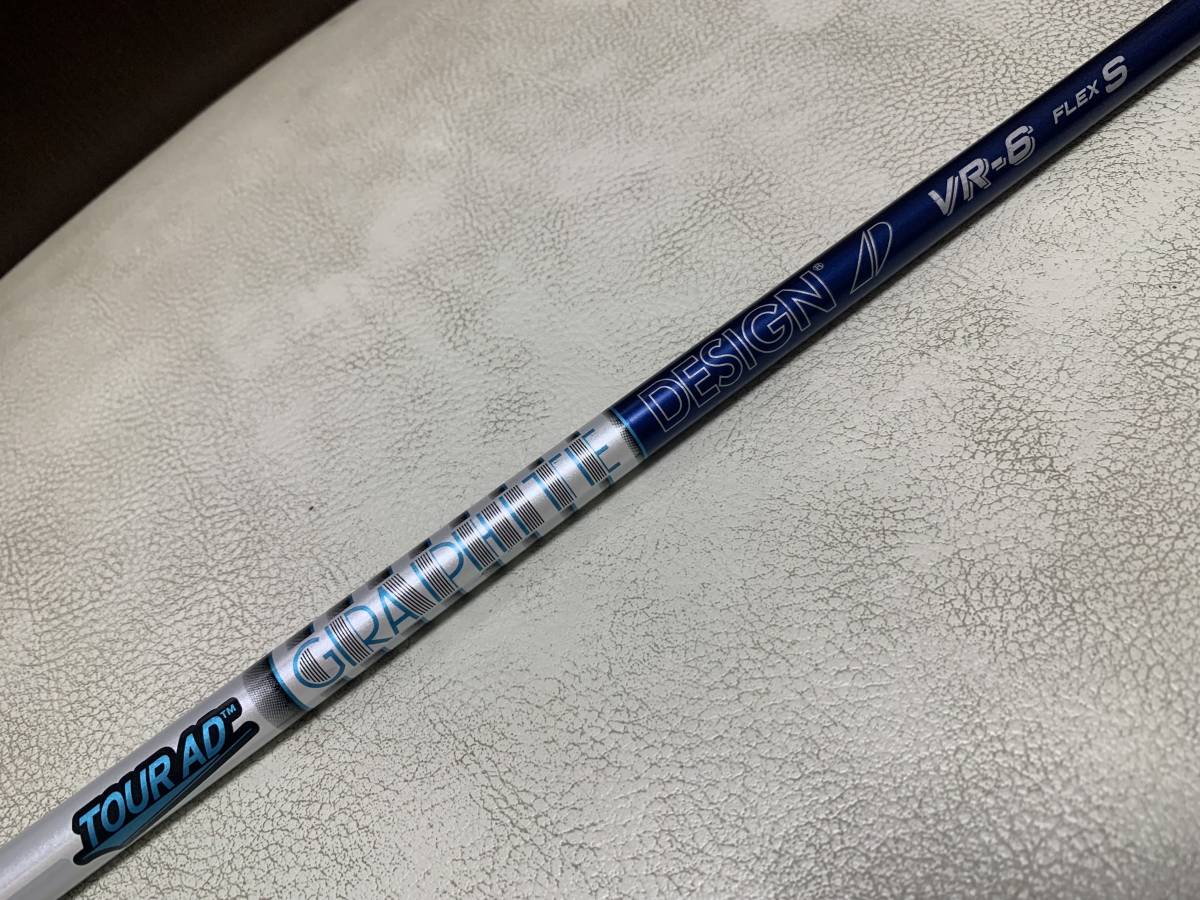 TOUR AD™
GRAPHITE
DESIGN®
VR-6
FLEX S